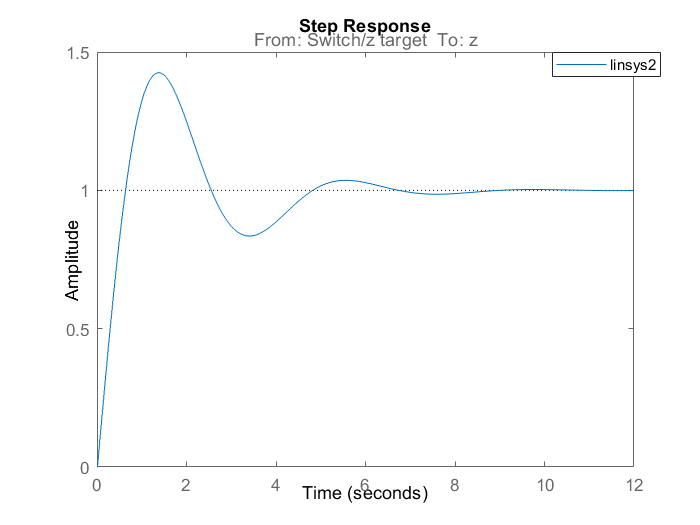 Step Response
From: Switch/z target To: z
linsys2
Amplitude
1.5
1
0.5
0
0 2 4 6 8 10 12
Time (seconds)